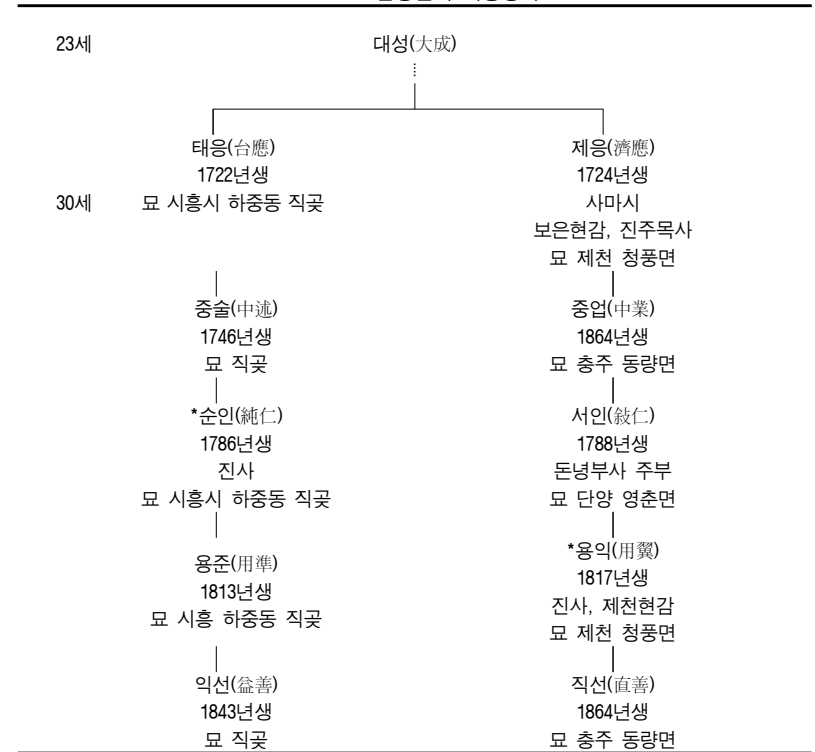 23세
대성(大成)
태응(台應)
1722년생
30세
묘 시흥시 하중동 직곶
제응(濟應)
1724년생
사마시
보은현감, 진주목사
묘 제천 청풍면
중술(中述)
1746년생
묘 직곶
중업(中業)
1864년생
묘 충주 동량면
*순인(純仁)
1786년생
진사
묘 시흥시 하중동 직곶
서인(敍仁)
1788년생
돈녕부사 주부
묘 단양 영춘면
용준(用準)
1813년생
묘 시흥 하중동 직곶
*용익(用翼)
1817년생
진사, 제천현감
묘 제천 청풍면
익선(益善)
1843년생
묘 직곶
직선(直善)
1864년생
묘 충주 동량면